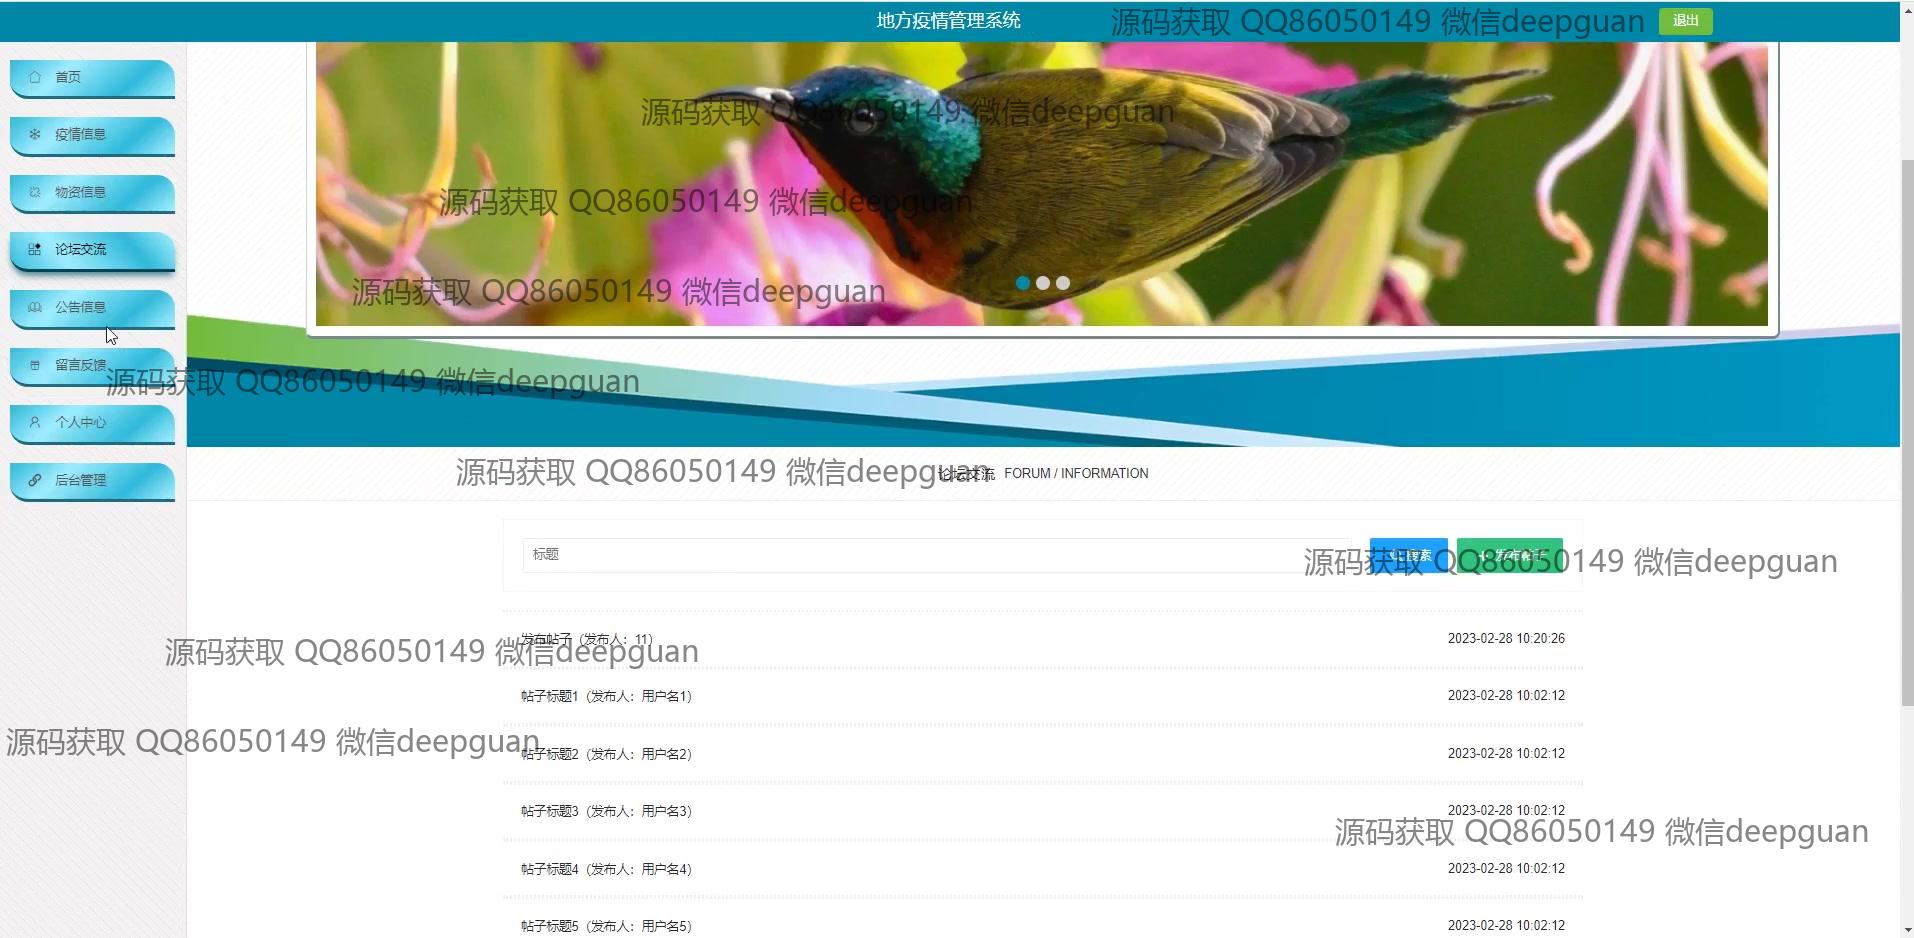 地方疫情管理系统
源码获取 QQ86050149 微信deepguan
退出
首页
疫情信息
物资信息
论坛交流
公告信息
留言反馈
个人中心
后台管理
源码获取 QQ86050149 微信deepguan
源码获取 QQ86050149 微信deepguan
源码获取 QQ86050149 微信deepguan
源码获取 QQ86050149 微信deepguan
源码获取 QQ86050149 微信deepguan
论坛交流 FORUM / INFORMATION
标题
搜索
发布帖子
源码获取 QQ86050149 微信deepguan
发布帖子（发布人：11）
2023-02-28 10:20:26
源码获取 QQ86050149 微信deepguan
帖子标题1（发布人：用户名1）
2023-02-28 10:02:12
源码获取 QQ86050149 微信deepguan
帖子标题2（发布人：用户名2）
2023-02-28 10:02:12
帖子标题3（发布人：用户名3）
2023-02-28 10:02:12
源码获取 QQ86050149 微信deepguan
帖子标题4（发布人：用户名4）
2023-02-28 10:02:12
帖子标题5（发布人：用户名5）
2023-02-28 10:02:12